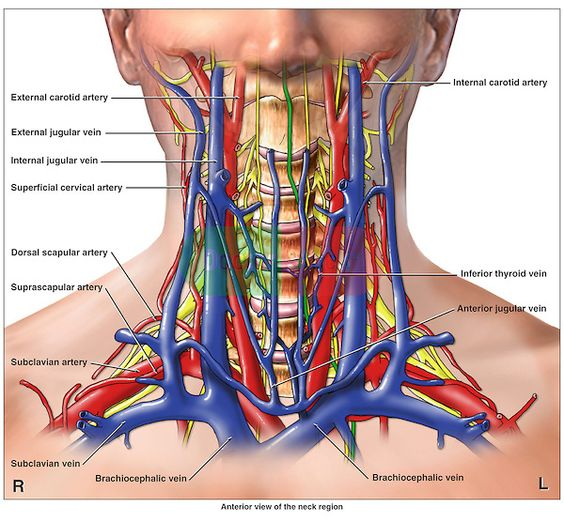 External carotid artery
Internal carotid artery
External jugular vein
Internal jugular vein
Superficial cervical artery
Dorsal scapular artery
Inferior thyroid vein
Suprascapular artery
Anterior jugular vein
Subclavian artery
Subclavian vein
Brachiocephalic vein
Brachiocephalic vein
R
L
Anterior view of the neck region